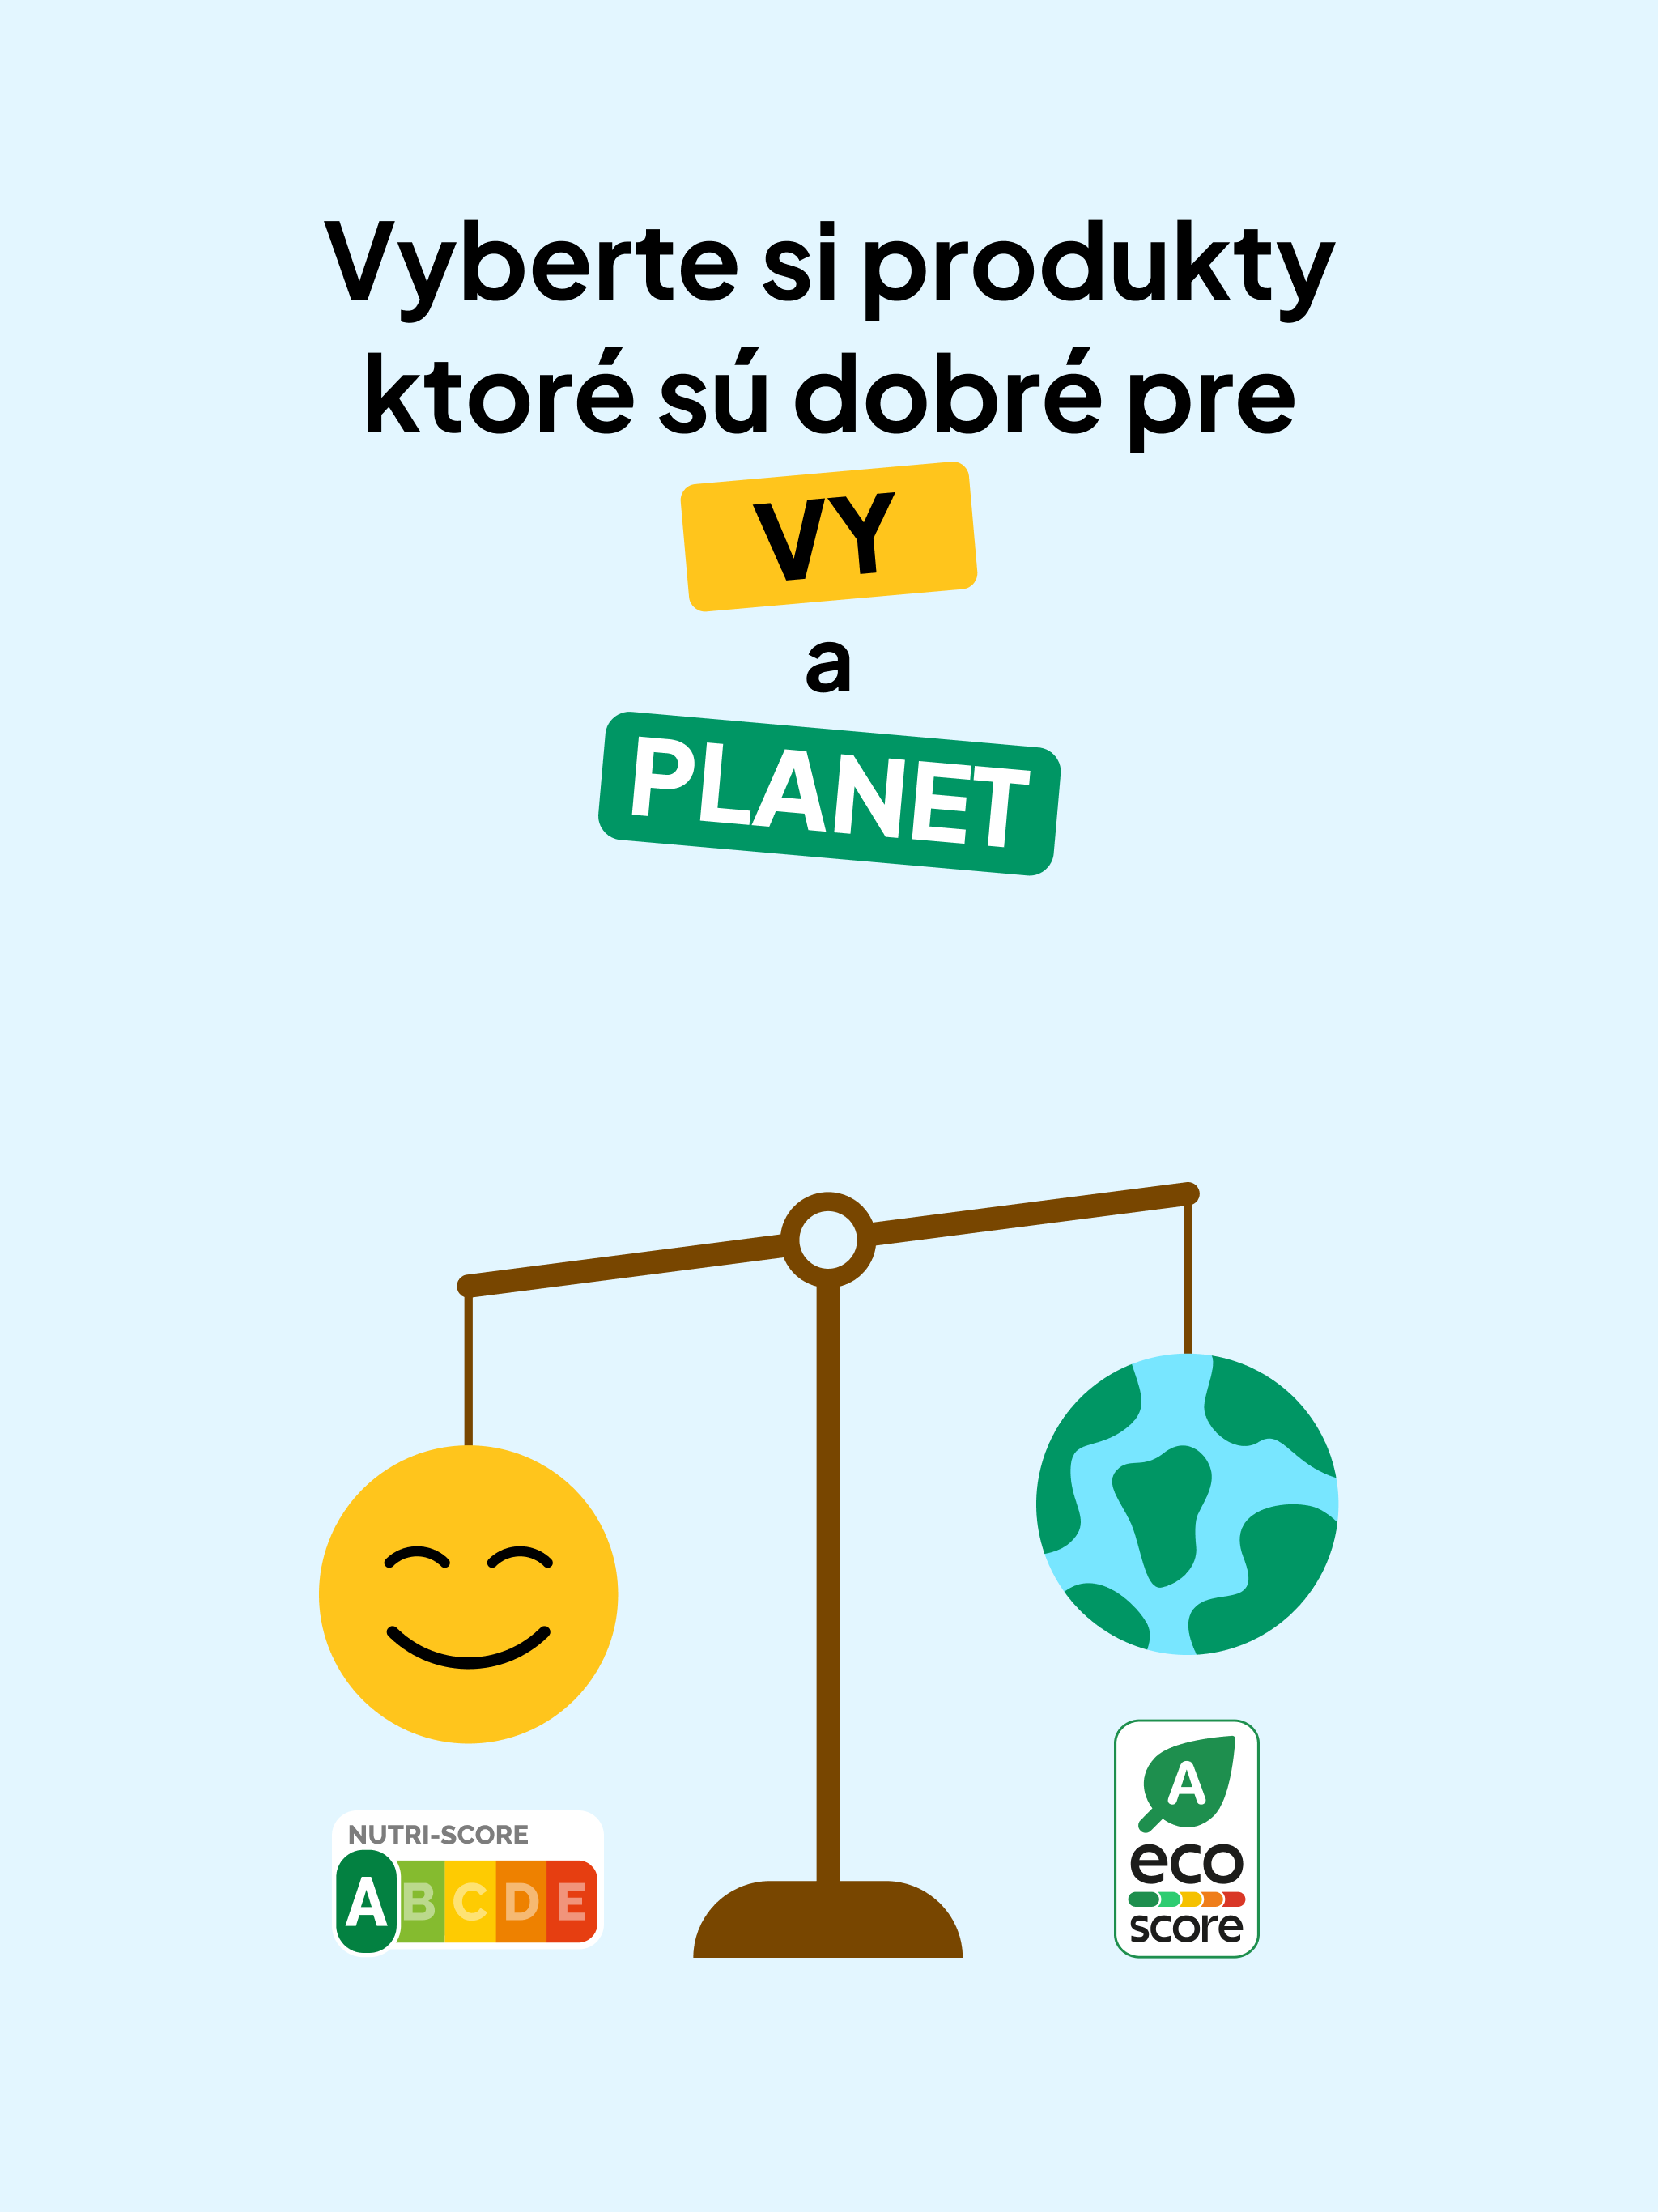 Vyberte si produkty
ktoré sú dobré pre
VY
a
PLANET
NUTRI-SCORE
A B C D E
A
eco
score